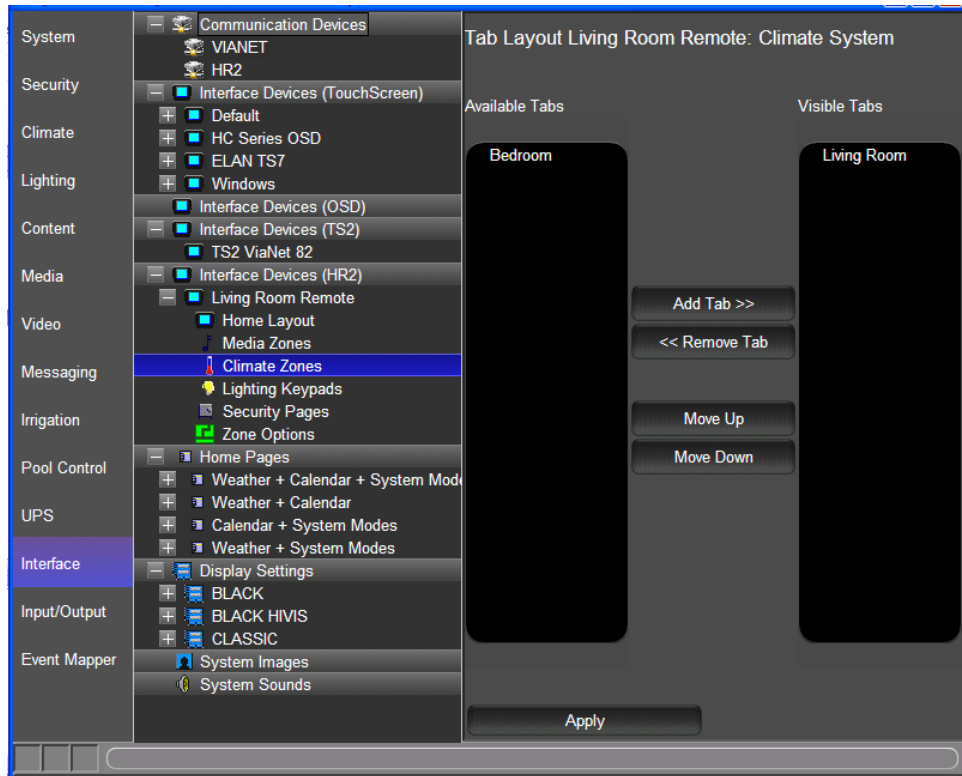 System
Security
Climate
Lighting
Content
Media
Video
Messaging
Irrigation
Pool Control
UPS
Interface
Input/Output
Event Mapper
Communication Devices
VIANET
HR2
Interface Devices (TouchScreen)
Default
HC Series OSD
ELAN TS7
Windows
Interface Devices (OSD)
Interface Devices (TS2)
TS2 ViaNet 82
Interface Devices (HR2)
Living Room Remote
Home Layout
Media Zones
Climate Zones
Lighting Keypads
Security Pages
Zone Options
Home Pages
Weather + Calendar + System Mode
Weather + Calendar
Calendar + System Modes
Weather + System Modes
Display Settings
BLACK
BLACK HIVIS
CLASSIC
System Images
System Sounds
Tab Layout Living Room Remote: Climate System
Available Tabs
Visible Tabs
Bedroom
Living Room
Add Tab >>
<< Remove Tab
Move Up
Move Down
Apply